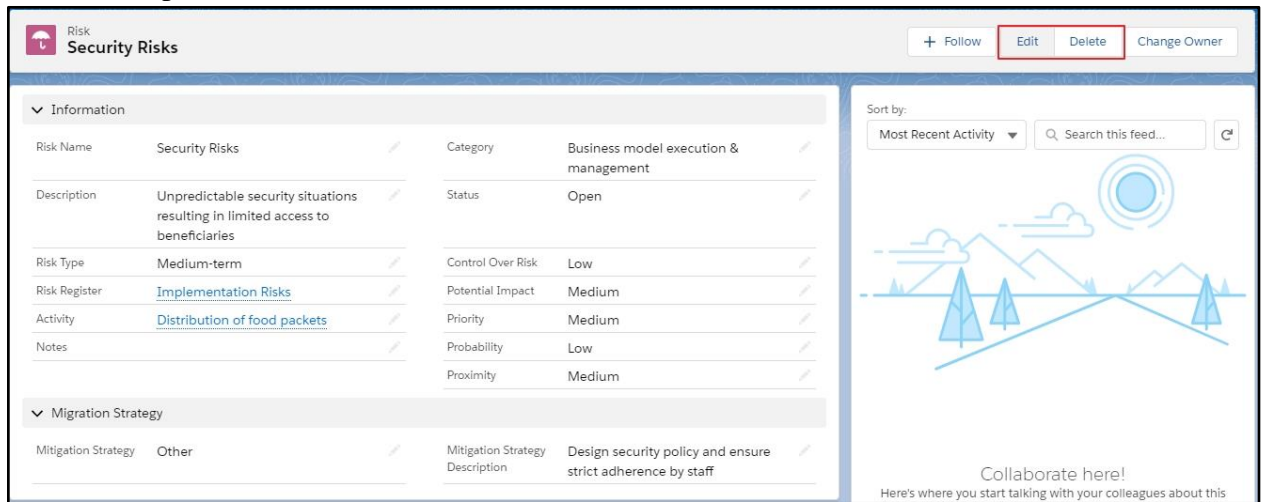 Risk
Security Risks
+ Follow
Edit
Delete
Change Owner
Information
Risk Name
Security Risks
Category
Business model execution &
management
Description
Unpredictable security situations
resulting in limited access to
beneficiaries
Status
Open
Risk Type
Medium-term
Control Over Risk
Low
Risk Register
Implementation Risks
Potential Impact
Medium
Activity
Distribution of food packets
Priority
Medium
Notes
Probability
Low
Proximity
Medium
Migration Strategy
Mitigation Strategy
Other
Mitigation Strategy
Description
Design security policy and ensure
strict adherence by staff
Sort by:
Most Recent Activity
Search this feed...
Collaborate here!
Here's where you start talking with your colleagues about this